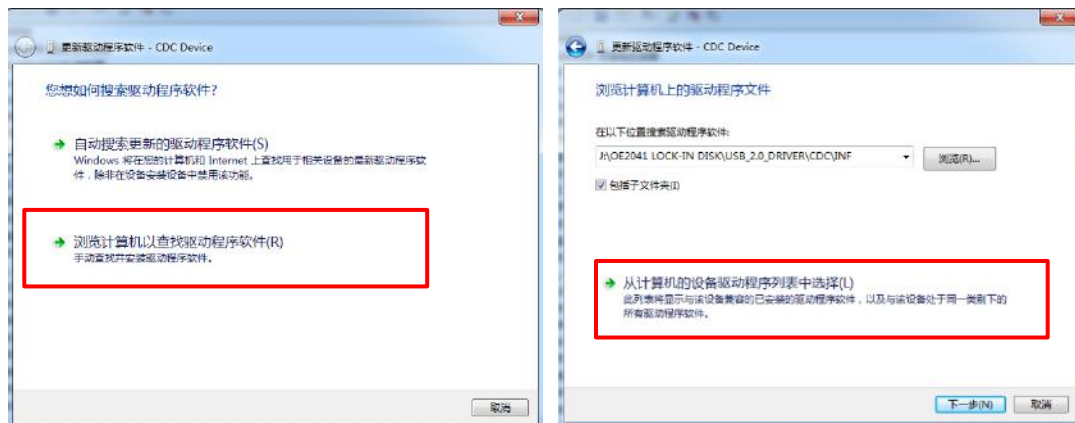 更新驱动程序软件 - CDC Device
您想如何搜索驱动程序软件?
自动搜索更新的驱动程序软件(S)
Windows 将在您的计算机和 Internet 上查找用于相关设备的最新驱动程序软
件，除非在设备安装设置中禁用该功能。
浏览计算机以查找驱动程序软件(R)
手动查找并安装驱动程序软件。
取消
更新驱动程序软件 - CDC Device
浏览计算机上的驱动程序文件
在以下位置搜索驱动程序软件:
J:\OE2041 LOCK-IN DISK\USB_2.0_DRIVER\CDC\INF
浏览(R)...
包括子文件夹(I)
从计算机的设备驱动程序列表中选择(L)
此列表将显示与该设备兼容的已安装的驱动程序软件，以及与该设备处于同一类别下的
所有驱动程序软件。
下一步(N)
取消